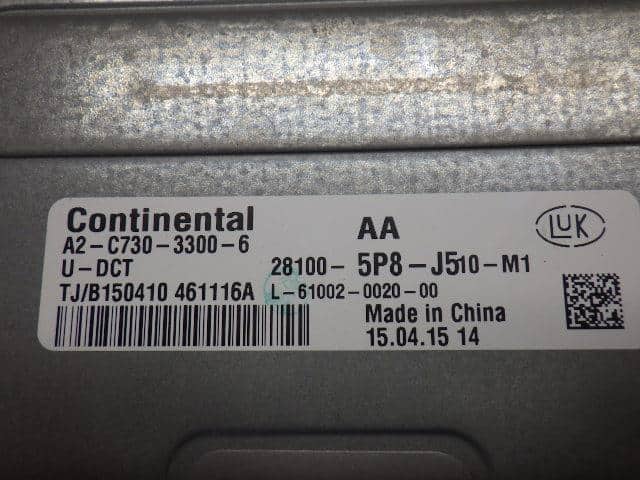 Continental
A2-C730-3300-6
U-DCT
TJ/B150410 461116A
AA
28100-5P8-J510-M1
L-61002-0020-00
Made in China
15.04.15 14
LUK